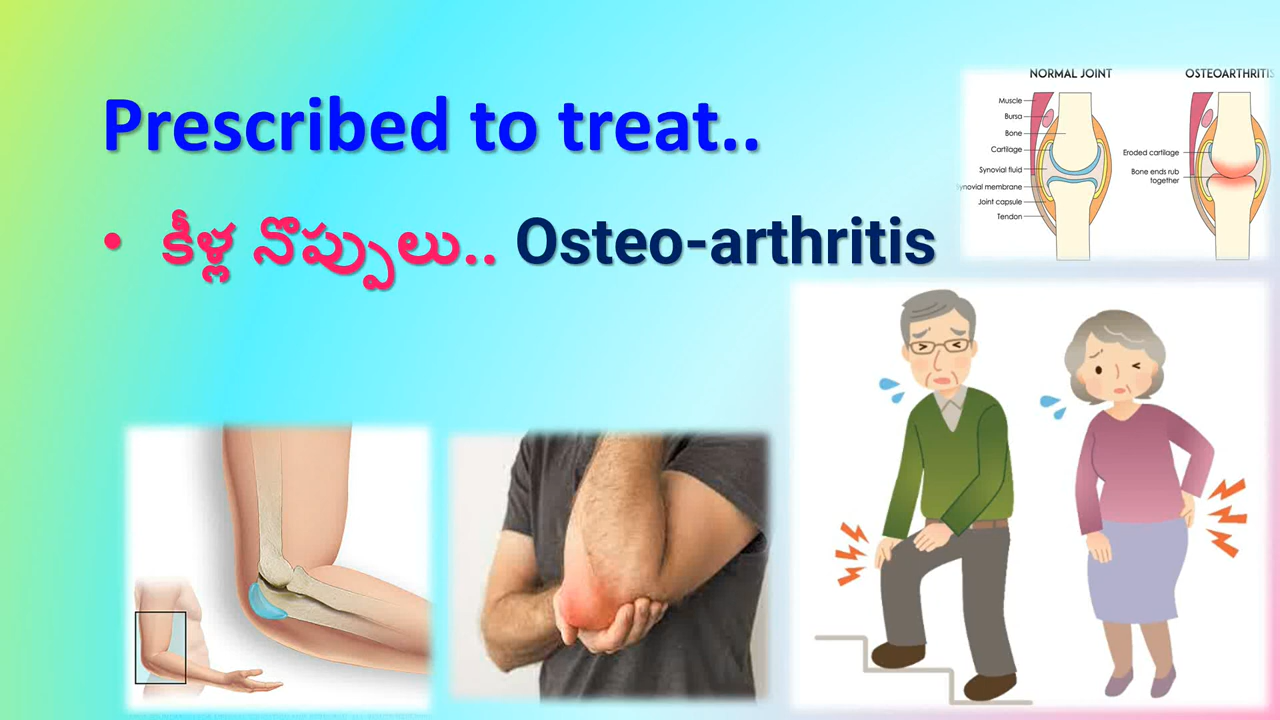 Prescribed to treat..
• కీళ్ల నొప్పులు.. Osteo-arthritis
NORMAL JOINT
Muscle
Bursa
Bone
Cartilage
Synovial fluid
ynovial membrane
Joint capsule
Tendon
OSTEOARTHRITIS
Eroded cartilage
Bone ends rub
together